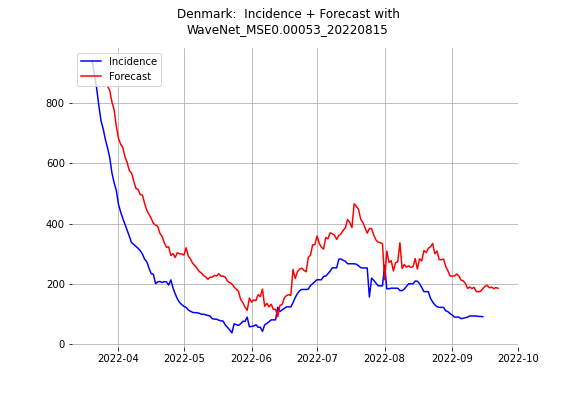 Denmark:  Incidence + Forecast with
WaveNet_MSE0.00053_20220815
Incidence
Forecast
800
600
400
200
0
2022-04 2022-05 2022-06 2022-07 2022-08 2022-09 2022-10